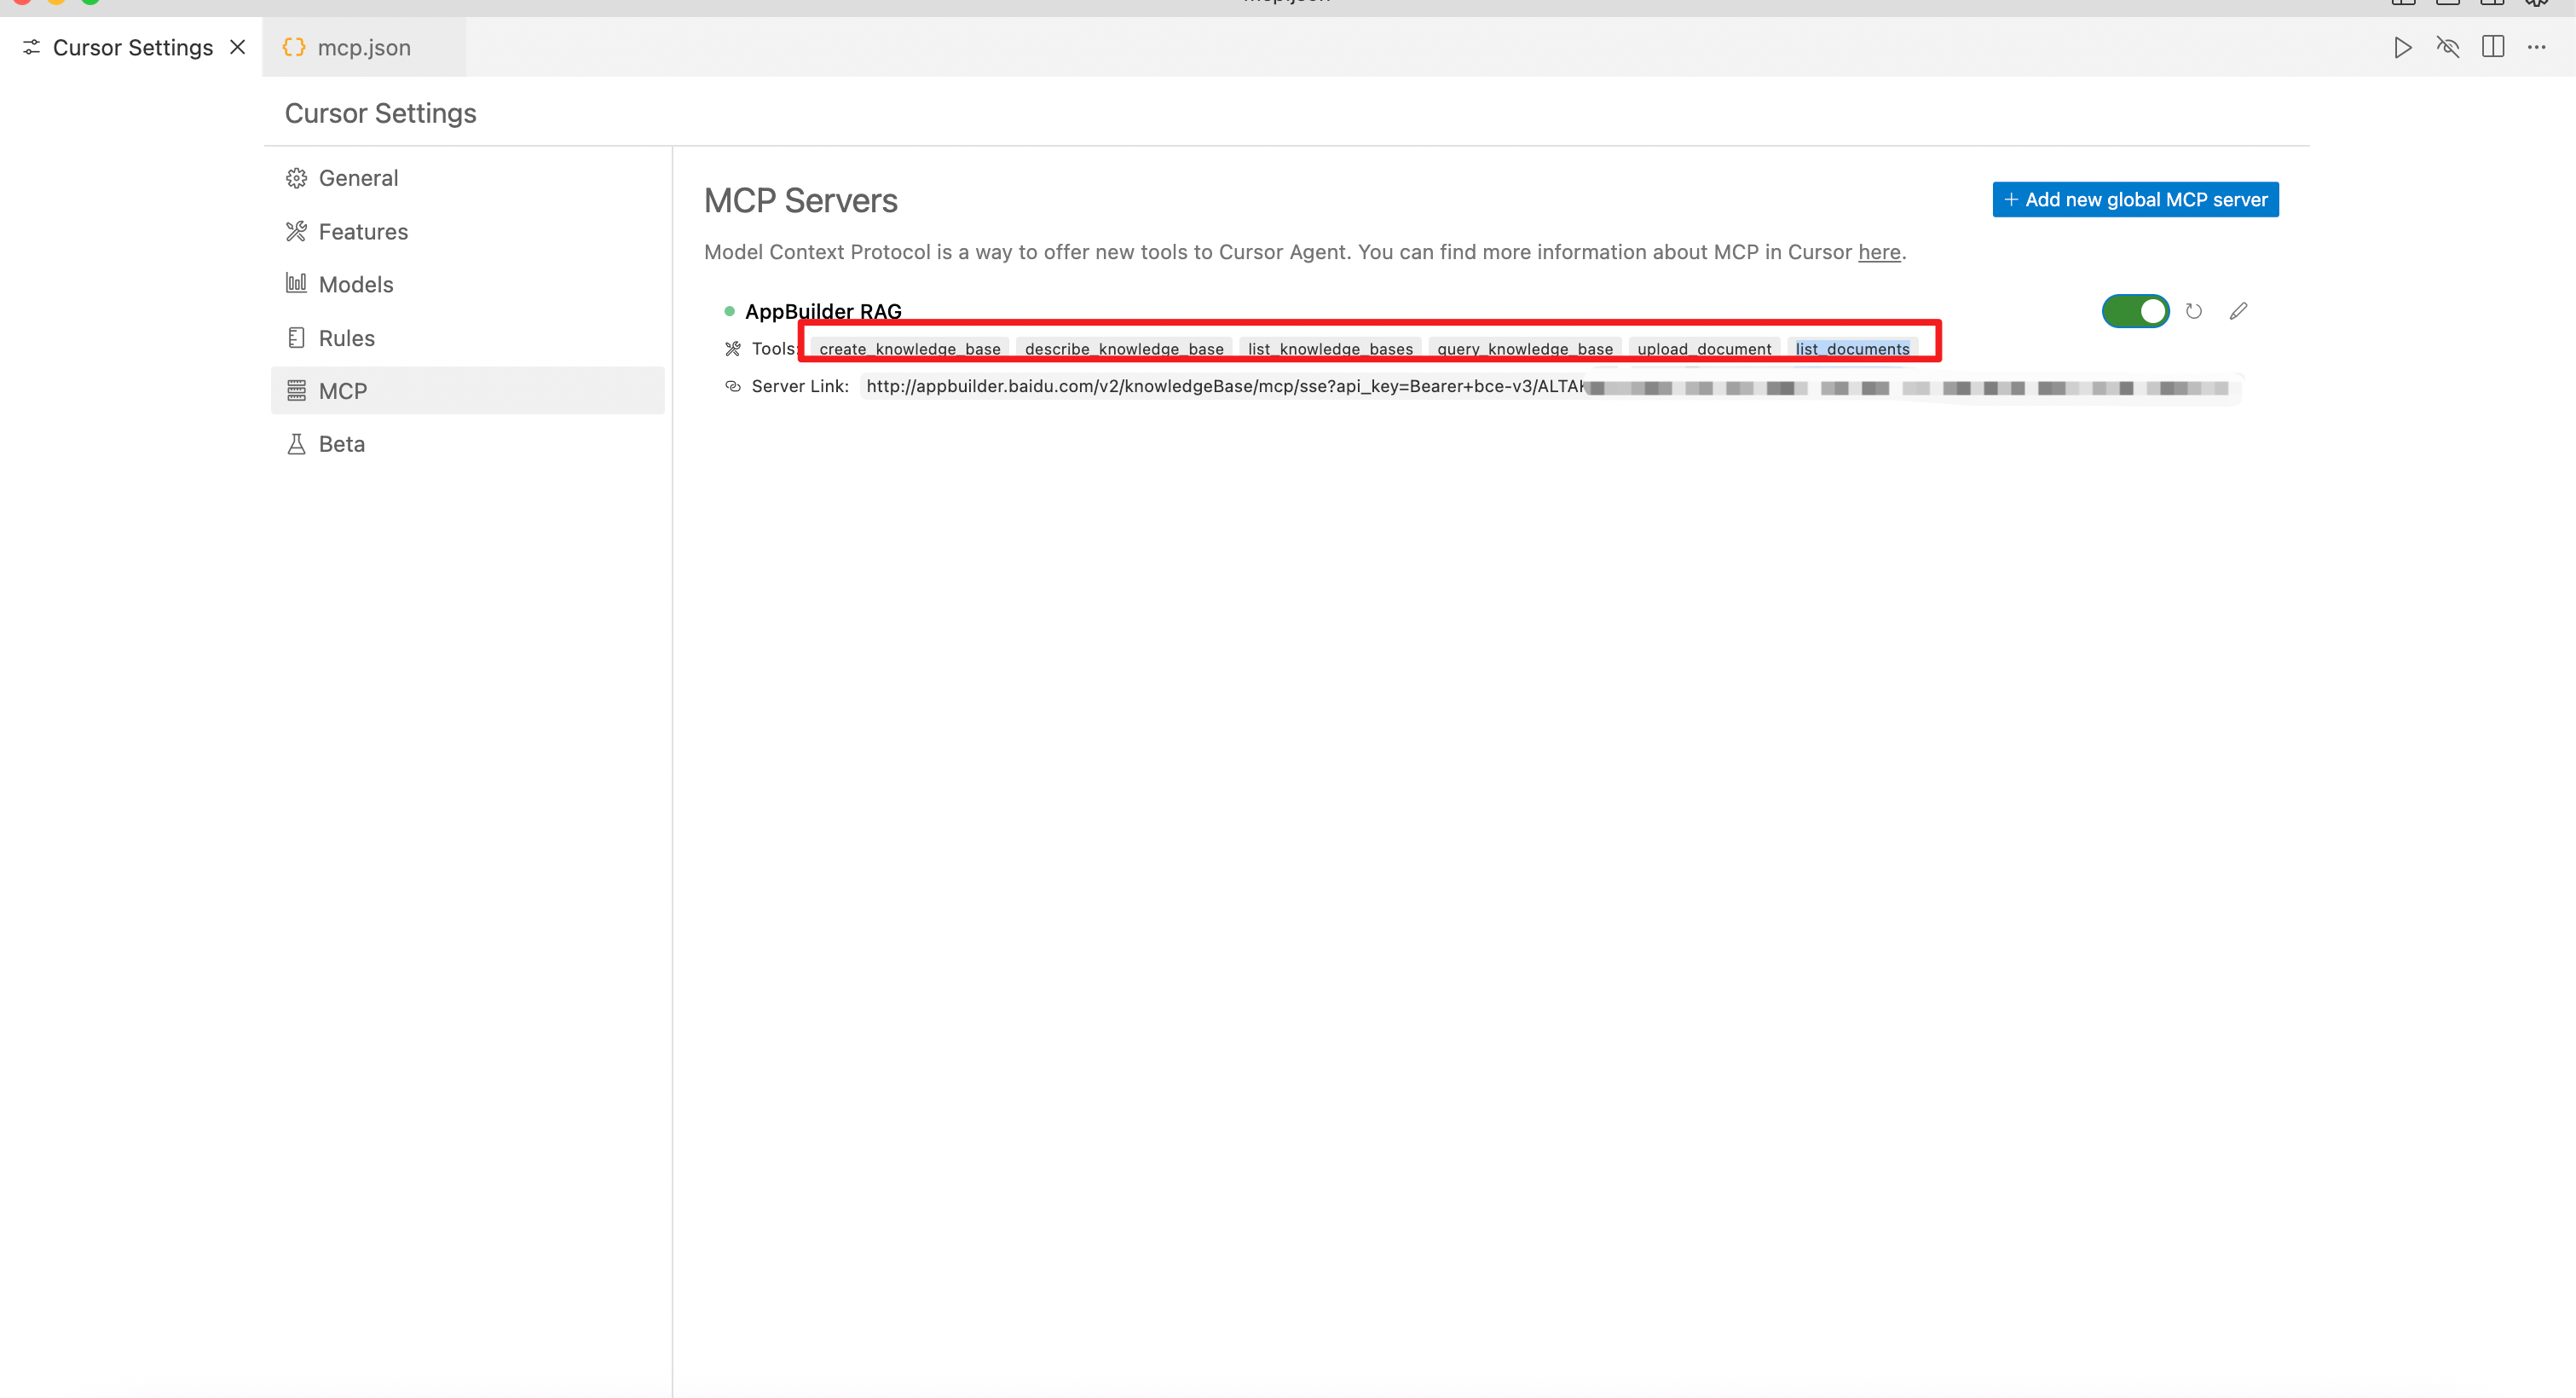 Cursor Settings mcp.json
Cursor Settings
General
Features
Models
Rules
MCP
Beta
MCP Servers
+ Add new global MCP server
Model Context Protocol is a way to offer new tools to Cursor Agent. You can find more information about MCP in Cursor here.
AppBuilder RAG
Tools: create_knowledge_base describe_knowledge_base list_knowledge_bases query_knowledge_base upload_document list_documents
Server Link: http://appbuilder.baidu.com/v2/knowledgeBase/mcp/sse?api_key=Bearer+bce-v3/ALTAK